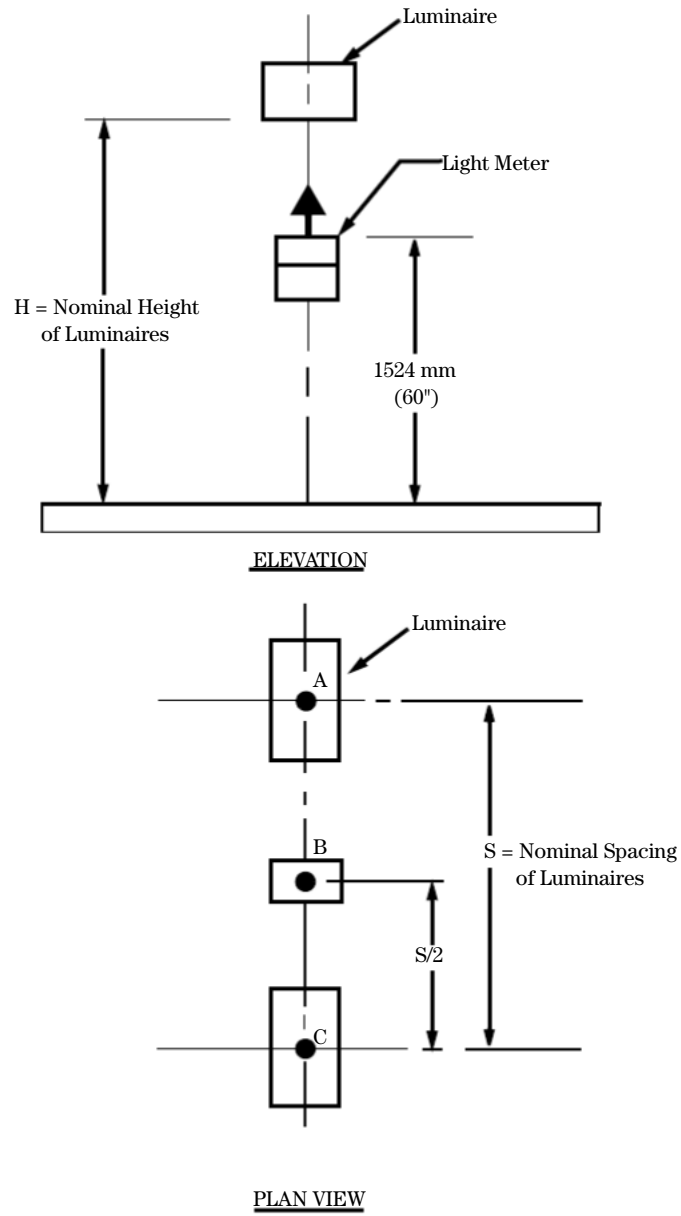 Luminaire
Light Meter
H = Nominal Height
of Luminaires
1524 mm
(60")
ELEVATION
Luminaire
A
B
S = Nominal Spacing
of Luminaires
S/2
C
PLAN VIEW